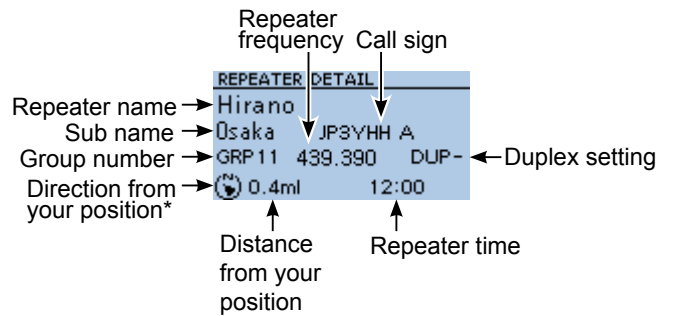 Repeater
frequency
Call sign
REPEATER DETAIL
Repeater name
Hirano
Sub name
Osaka JP3YHH A
Group number
GRP11 439.390 DUP-
Duplex setting
Direction from
your position*
0.4ml 12:00
Distance
from your
position
Repeater time